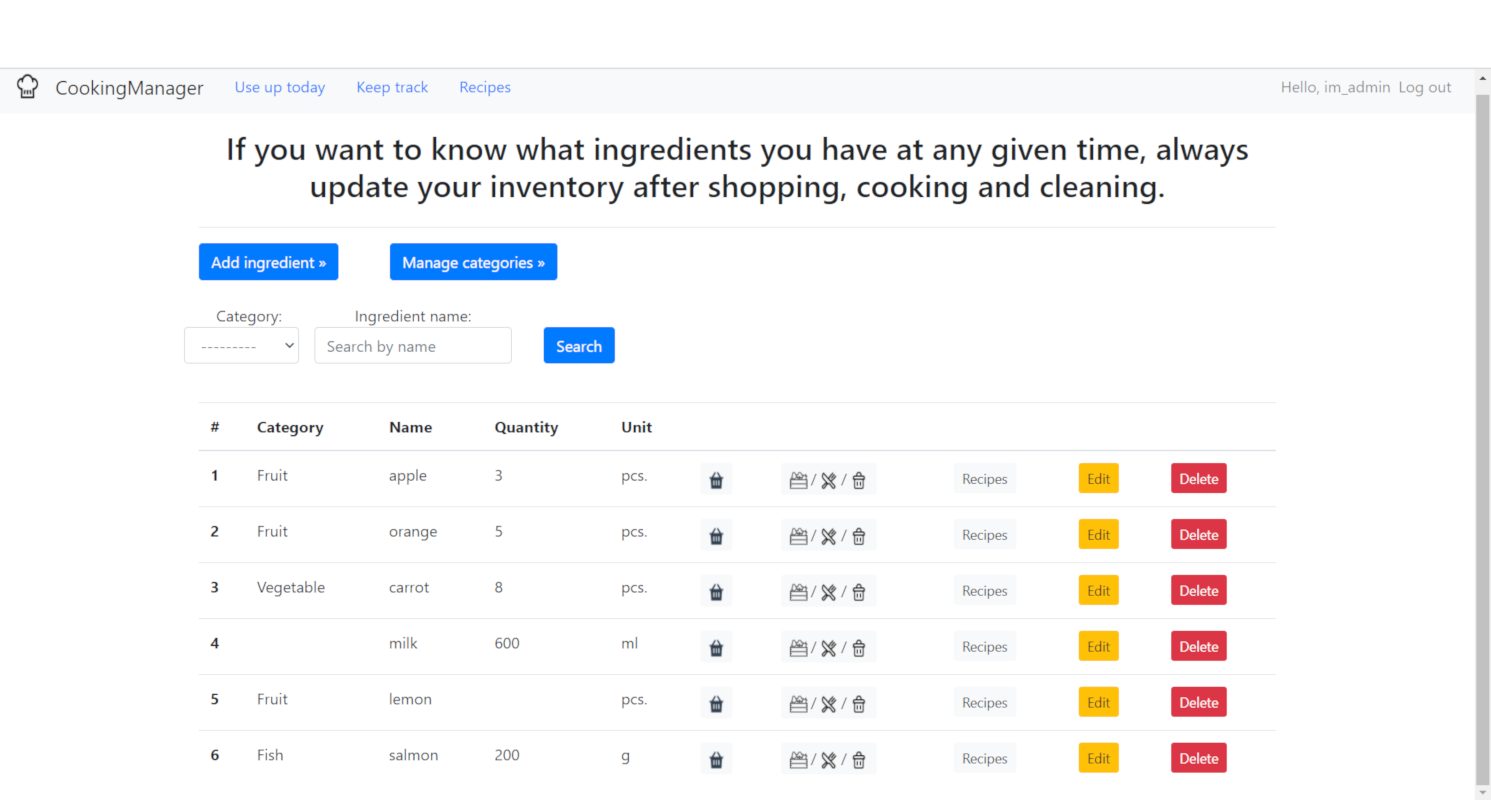 CookingManager Use up today Keep track Recipes Hello, im_admin Log out
If you want to know what ingredients you have at any given time, always
update your inventory after shopping, cooking and cleaning.
Add ingredient » Manage categories »
Category: Ingredient name:
--------- Search by name Search
# Category Name Quantity Unit
1 Fruit apple 3 pcs. / / Recipes Edit Delete
2 Fruit orange 5 pcs. / / Recipes Edit Delete
3 Vegetable carrot 8 pcs. / / Recipes Edit Delete
4 milk 600 ml / / Recipes Edit Delete
5 Fruit lemon pcs. / / Recipes Edit Delete
6 Fish salmon 200 g / / Recipes Edit Delete